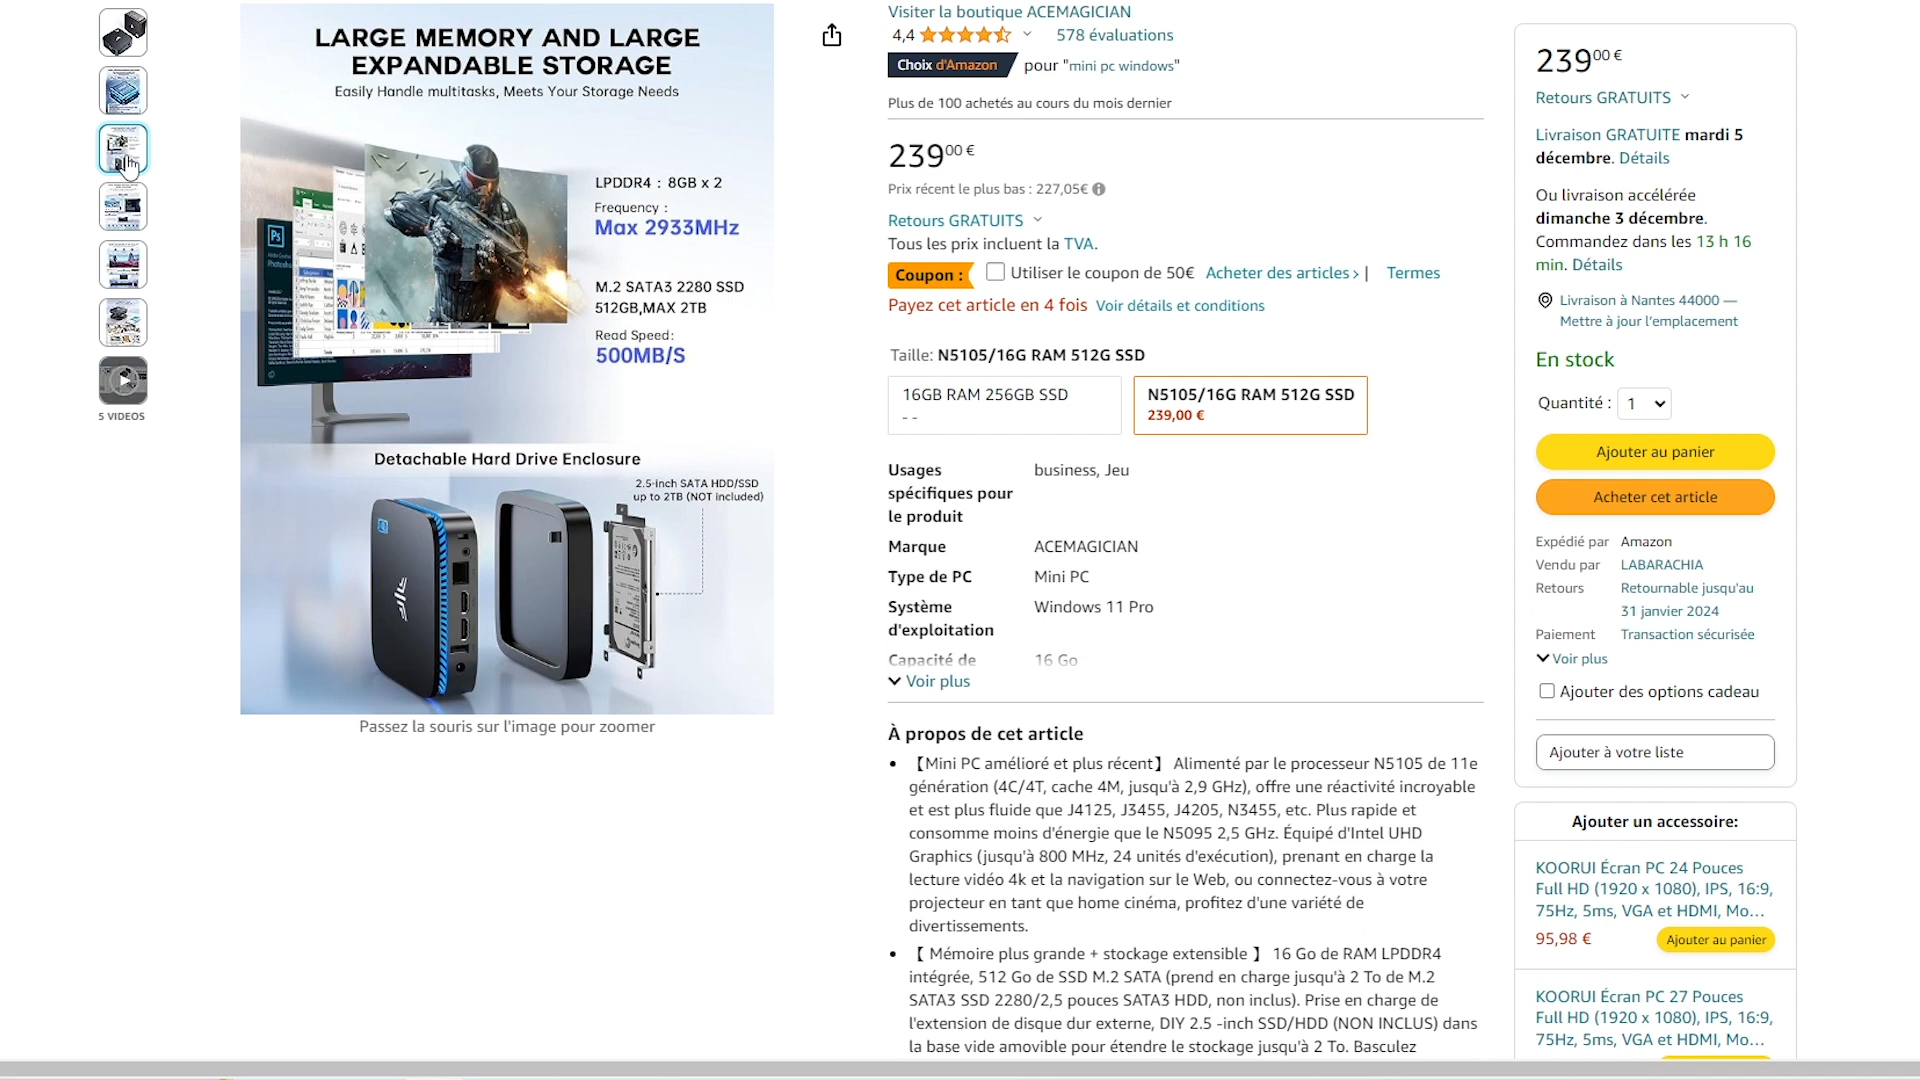 LARGE MEMORY AND LARGE
EXPANDABLE STORAGE
Easily Handle multitasks, Meets Your Storage Needs
LPDDR4 : 8GB x 2
Frequency :
Max 2933MHz
M.2 SATA3 2280 SSD
512GB,MAX 2TB
Read Speed:
500MB/S
Ps
Detachable Hard Drive Enclosure
2.5-inch SATA HDD/SSD
up to 2TB (NOT included)
5 VIDEOS
Passez la souris sur l'image pour zoomer
Visiter la boutique ACEMAGICIAN
4,4 578 évaluations
Choix d'Amazon pour "mini pc windows"
Plus de 100 achetés au cours du mois dernier
239,00 €
Prix récent le plus bas : 227,05€
Retours GRATUITS
Tous les prix incluent la TVA.
Coupon : Utiliser le coupon de 50€ Acheter des articles › | Termes
Payez cet article en 4 fois Voir détails et conditions
Taille: N5105/16G RAM 512G SSD
16GB RAM 256GB SSD
- -
N5105/16G RAM 512G SSD
239,00 €
Usages spécifiques pour le produit business, Jeu
Marque ACEMAGICIAN
Type de PC Mini PC
Système d'exploitation Windows 11 Pro
Capacité de 16 Go
Voir plus
À propos de cet article
【Mini PC amélioré et plus récent】 Alimenté par le processeur N5105 de 11e
génération (4C/4T, cache 4M, jusqu'à 2,9 GHz), offre une réactivité incroyable
et est plus fluide que J4125, J3455, J4205, N3455, etc. Plus rapide et
consomme moins d'énergie que le N5095 2,5 GHz. Équipé d'Intel UHD
Graphics (jusqu'à 800 MHz, 24 unités d'exécution), prenant en charge la
lecture vidéo 4k et la navigation sur le Web, ou connectez-vous à votre
projecteur en tant que home cinéma, profitez d'une variété de
divertissements.
【 Mémoire plus grande + stockage extensible 】 16 Go de RAM LPDDR4
intégrée, 512 Go de SSD M.2 SATA (prend en charge jusqu'à 2 To de M.2
SATA3 SSD 2280/2,5 pouces SATA3 HDD, non inclus). Prise en charge de
l'extension de disque dur externe, DIY 2.5 -inch SSD/HDD (NON INCLUS) dans
la base vide amovible pour étendre le stockage jusqu'à 2 To. Basculez
239,00 €
Retours GRATUITS
Livraison GRATUITE mardi 5
décembre. Détails
Ou livraison accélérée
dimanche 3 décembre.
Commandez dans les 13 h 16
min. Détails
Livraison à Nantes 44000 —
Mettre à jour l'emplacement
En stock
Quantité : 1
Ajouter au panier
Acheter cet article
Expédié par Amazon
Vendu par LABARACHIA
Retours Retournable jusqu'au
31 janvier 2024
Paiement Transaction sécurisée
Voir plus
Ajouter des options cadeau
Ajouter à votre liste
Ajouter un accessoire:
KOORUI Écran PC 24 Pouces
Full HD (1920 x 1080), IPS, 16:9,
75Hz, 5ms, VGA et HDMI, Mo…
95,98 € Ajouter au panier
KOORUI Écran PC 27 Pouces
Full HD (1920 x 1080), IPS, 16:9,
75Hz, 5ms, VGA et HDMI, Mo…